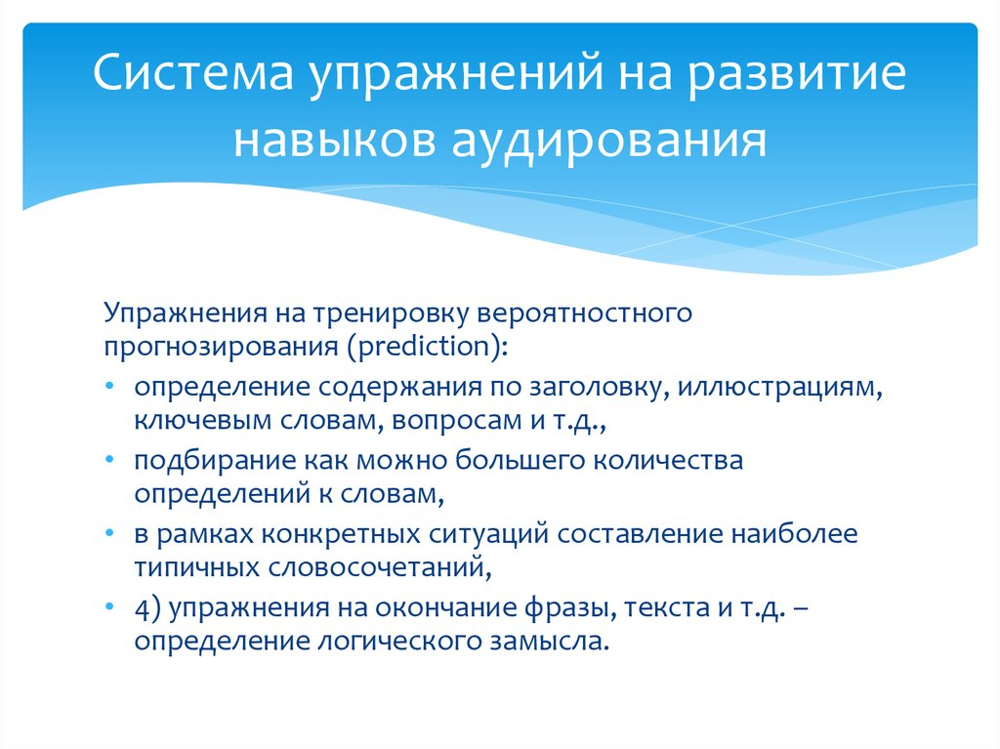 Система упражнений на развитие
навыков аудирования
Упражнения на тренировку вероятностного
прогнозирования (prediction):
• определение содержания по заголовку, иллюстрациям,
ключевым словам, вопросам и т.д.,
• подбирание как можно большего количества
определений к словам,
• в рамках конкретных ситуаций составление наиболее
типичных словосочетаний,
• 4) упражнения на окончание фразы, текста и т.д. –
определение логического замысла.